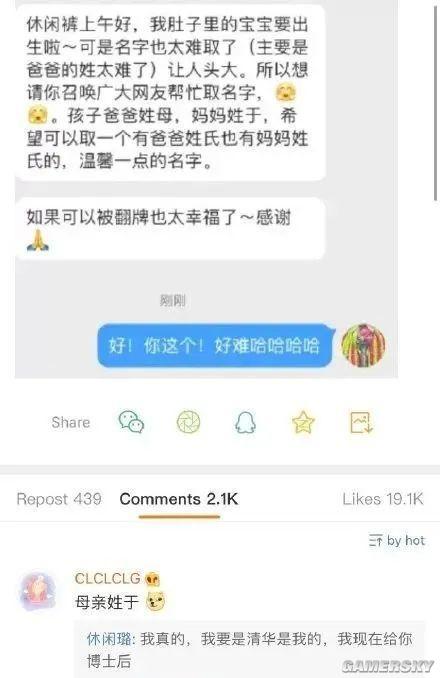 休闲裤上午好，我肚子里的宝宝要出
生啦～可是名字也太难取了（主要是
爸爸的姓太难了）让人头大。所以想
请你召唤广大网友帮忙取名字，🥱
🥱。孩子爸爸姓母，妈妈姓于，希
望可以取一个有爸爸姓氏也有妈妈姓
氏的，温馨一点的名字。
如果可以被翻牌也太幸福了～感谢
🙏
刚刚
好！你这个！好难哈哈哈哈
Share
Repost 439 Comments 2.1K Likes 19.1K
by hot
CLCLCLG
母亲姓于
休闲璐: 我真的，我要是清华是我的，我现在给你
博士后
GAMERSKY